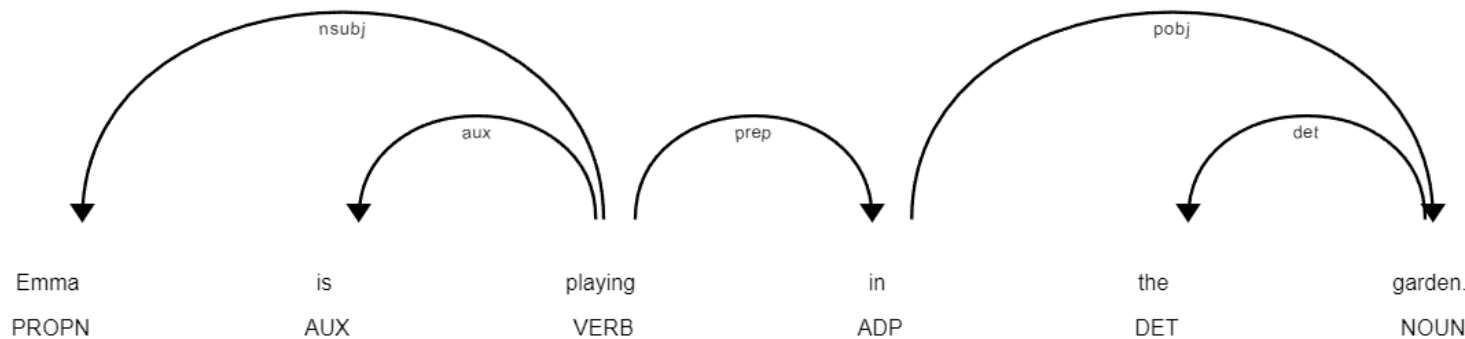 nsubj pobj
aux prep det
Emma is playing in the garden.
PROPN AUX VERB ADP DET NOUN